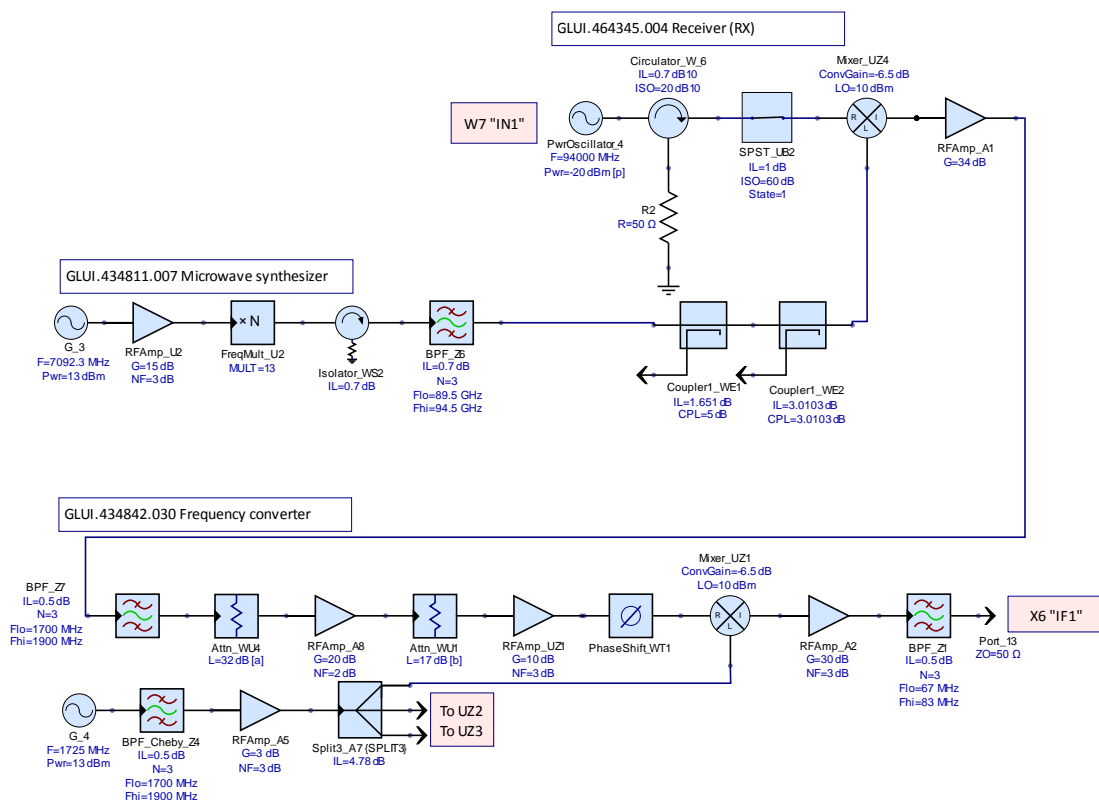 GLUI.464345.004 Receiver (RX)
W7 "IN1"
PwrOscillator_4
F=94000 MHz
Pwr=-20 dBm [p]
Circulator_W_6
IL=0.7 dB10
ISO=20 dB10
R2
R=50 Ω
SPST_UB2
IL=1 dB
ISO=60 dB
State=1
Mixer_UZ4
ConvGain=-6.5 dB
LO=10 dBm
R
I
L
RFAmp_A1
G=34 dB
GLUI.434811.007 Microwave synthesizer
G_3
F=7092.3 MHz
Pwr=13 dBm
RFAmp_U2
G=15 dB
NF=3 dB
× N
FreqMult_U2
MULT=13
Isolator_WS2
IL=0.7 dB
BPF_Z6
IL=0.7 dB
N=3
Flo=89.5 GHz
Fhi=94.5 GHz
Coupler1_WE1
IL=1.651 dB
CPL=5 dB
Coupler1_WE2
IL=3.0103 dB
CPL=3.0103 dB
GLUI.434842.030 Frequency converter
BPF_Z7
IL=0.5 dB
N=3
Flo=1700 MHz
Fhi=1900 MHz
Attn_WU4
L=32 dB [a]
RFAmp_A8
G=20 dB
NF=2 dB
Attn_WU1
L=17 dB [b]
RFAmp_UZ1
G=10 dB
NF=3 dB
PhaseShift_WT1
Mixer_UZ1
ConvGain=-6.5 dB
LO=10 dBm
R
I
L
RFAmp_A2
G=30 dB
NF=3 dB
BPF_Z1
IL=0.5 dB
N=3
Flo=67 MHz
Fhi=83 MHz
Port_13
ZO=50 Ω
X6 "IF1"
G_4
F=1725 MHz
Pwr=13 dBm
BPF_Cheby_Z4
IL=0.5 dB
N=3
Flo=1700 MHz
Fhi=1900 MHz
RFAmp_A5
G=3 dB
NF=3 dB
Split3_A7 {SPLIT3}
IL=4.78 dB
To UZ2
To UZ3